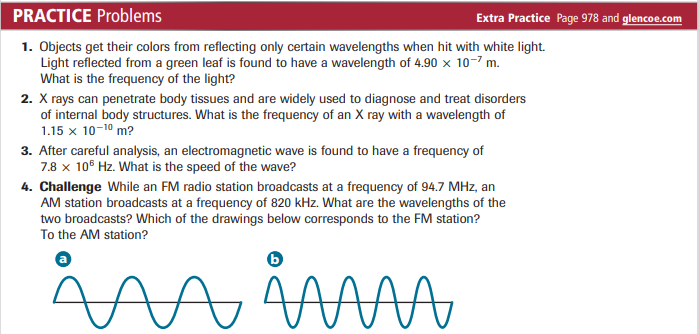 PRACTICE Problems
Extra Practice Page 978 and glencoe.com
1. Objects get their colors from reflecting only certain wavelengths when hit with white light.
Light reflected from a green leaf is found to have a wavelength of 4.90 × 10⁻⁷ m.
What is the frequency of the light?
2. X rays can penetrate body tissues and are widely used to diagnose and treat disorders
of internal body structures. What is the frequency of an X ray with a wavelength of
1.15 × 10⁻¹⁰ m?
3. After careful analysis, an electromagnetic wave is found to have a frequency of
7.8 × 10⁶ Hz. What is the speed of the wave?
4. Challenge While an FM radio station broadcasts at a frequency of 94.7 MHz, an
AM station broadcasts at a frequency of 820 kHz. What are the wavelengths of the
two broadcasts? Which of the drawings below corresponds to the FM station?
To the AM station?
a
b